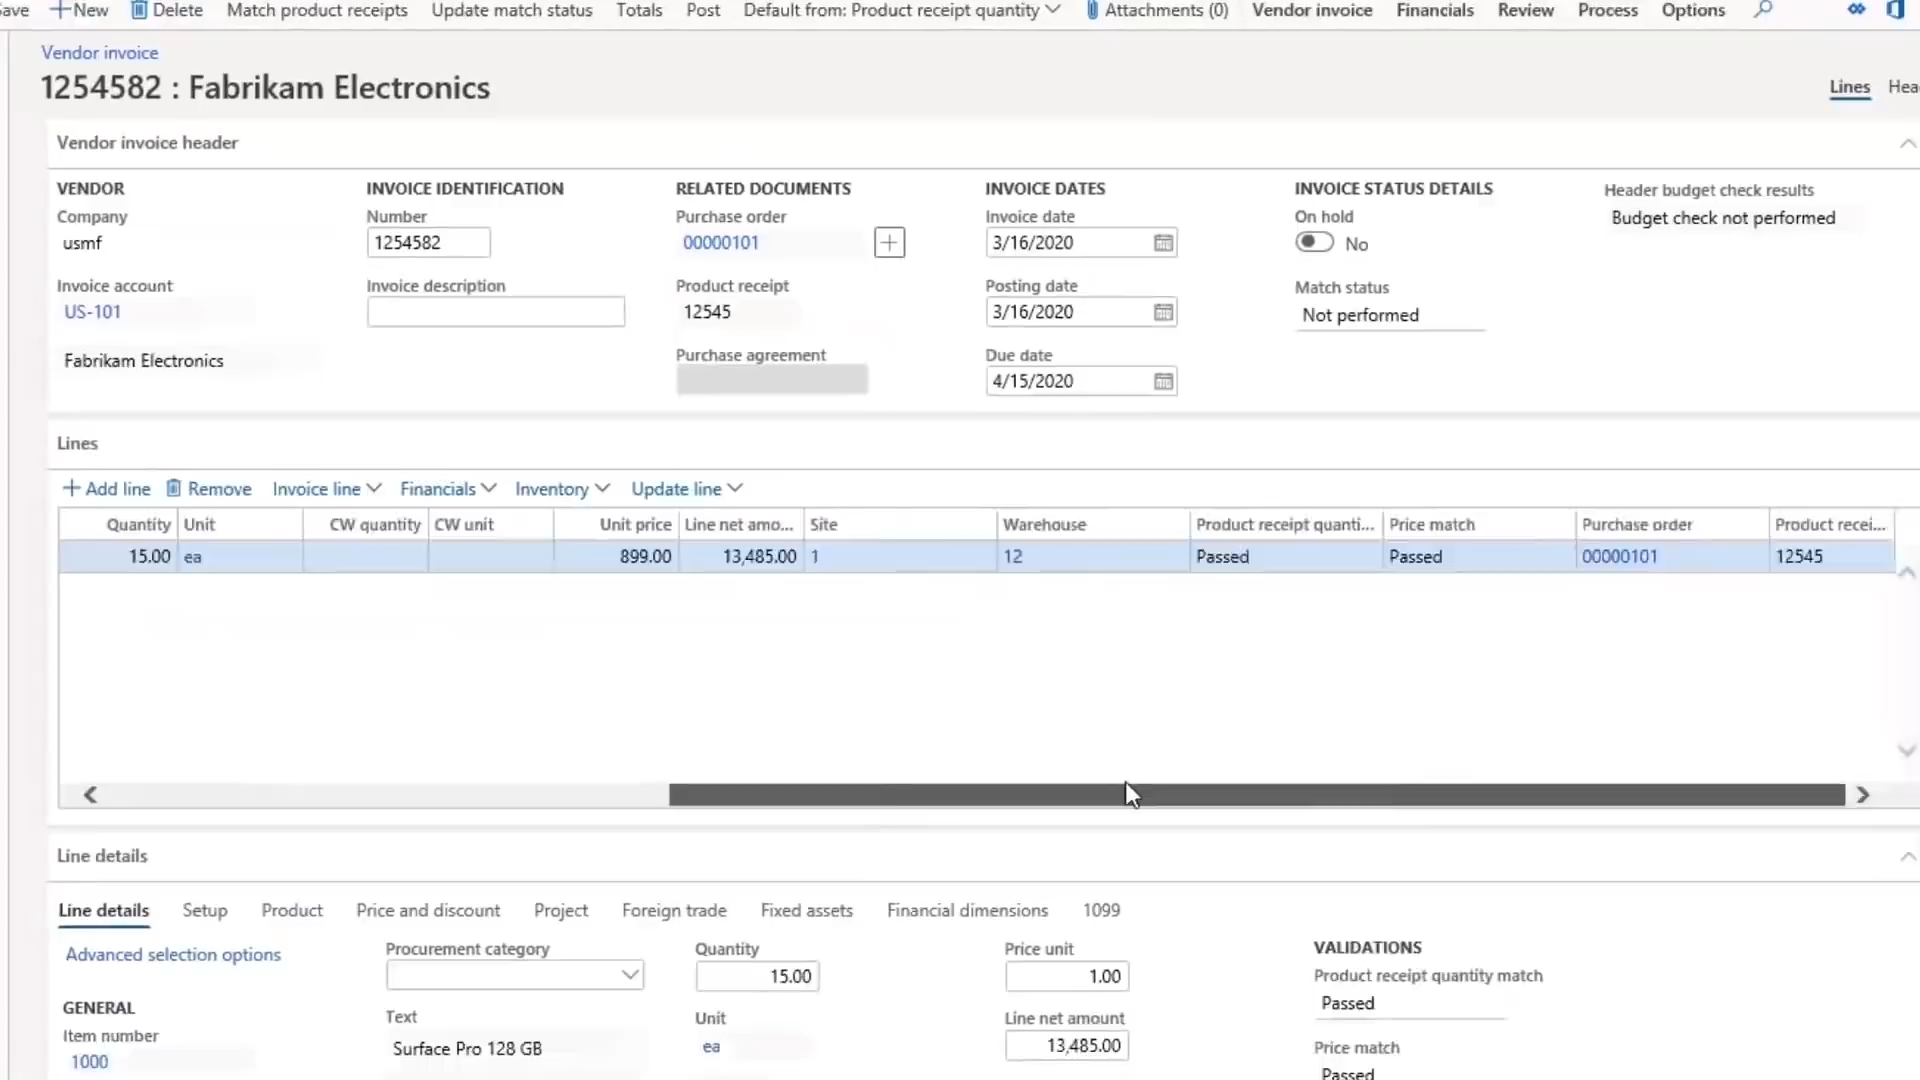 ave New Delete Match product receipts Update match status Totals Post Default from: Product receipt quantity Attachments (0) Vendor invoice Financials Review Process Options
Vendor invoice
1254582 : Fabrikam Electronics
Lines Hea
Vendor invoice header
VENDOR INVOICE IDENTIFICATION RELATED DOCUMENTS INVOICE DATES INVOICE STATUS DETAILS Header budget check results
Company Number Purchase order Invoice date On hold Budget check not performed
usmf 1254582 00000101 3/16/2020 No
Invoice account Invoice description Product receipt Posting date Match status
US-101 12545 3/16/2020 Not performed
Purchase agreement Due date
Fabrikam Electronics 4/15/2020
Lines
Add line Remove Invoice line Financials Inventory Update line
Quantity Unit CW quantity CW unit Unit price Line net amo... Site Warehouse Product receipt quanti... Price match Purchase order Product recei...
15.00 ea 899.00 13,485.00 1 12 Passed Passed 00000101 12545
Line details
Line details Setup Product Price and discount Project Foreign trade Fixed assets Financial dimensions 1099
Advanced selection options Procurement category Quantity Price unit VALIDATIONS
15.00 1.00 Product receipt quantity match
GENERAL Text Unit Line net amount Passed
Item number Surface Pro 128 GB ea 13,485.00 Price match
1000 Passed